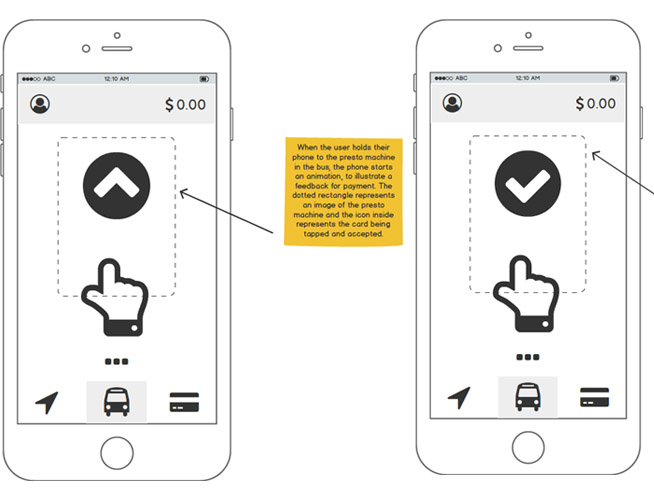 ●●●○○ ABC 12:10 AM
$0.00
When the user holds their
phone to the presto machine
in the bus, the phone starts
an animation, to illustrate a
feedback for payment. The
dotted rectangle represents
an image of the presto
machine and the icon inside
represents the card being
tapped and accepted.
●●●○○ ABC 12:10 AM
$0.00